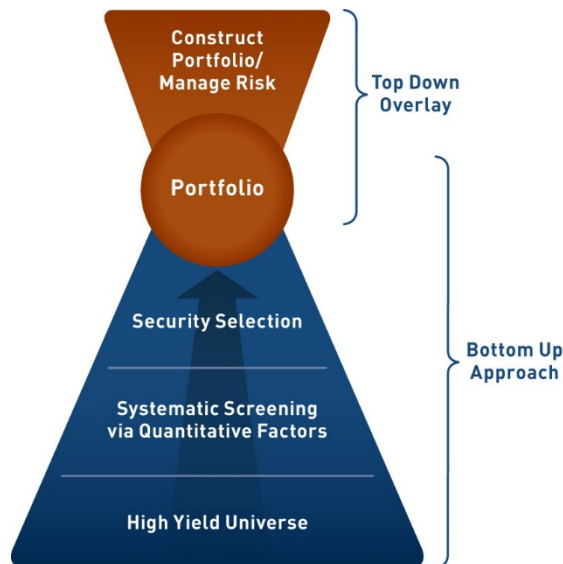 Construct
Portfolio/
Manage Risk
Top Down
Overlay
Portfolio
Security Selection
Bottom Up
Approach
Systematic Screening
via Quantitative Factors
High Yield Universe